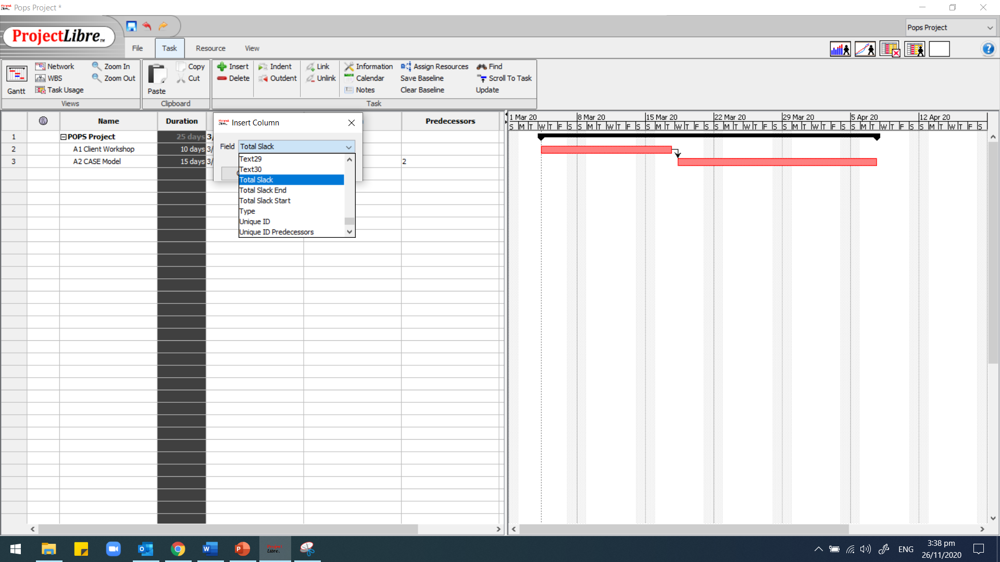 Pops Project *
ProjectLibre TM
Pops Project
File Task Resource View
Gantt
Network
WBS
Task Usage
Zoom In
Zoom Out
Views
Paste
Copy
Cut
Clipboard
Insert
Delete
Indent
Outdent
Link
Unlink
Information
Calendar
Notes
Assign Resources
Save Baseline
Clear Baseline
Find
Scroll To Task
Update
Task
Name Duration Predecessors
1 POPS Project 25 days 3/
2 A1 Client Workshop 10 days 3/
3 A2 CASE Model 15 days 3/ 2
Insert Column
Field Total Slack
Text29
Text30
Total Slack
Total Slack End
Total Slack Start
Type
Unique ID
Unique ID Predecessors
1 Mar 20 8 Mar 20 15 Mar 20 22 Mar 20 29 Mar 20 5 Apr 20 12 Apr 20
S M T W T F S S M T W T F S S M T W T F S S M T W T F S S M T W T F S S M T W T F S S M T W T F S
ENG
3:38 pm
26/11/2020